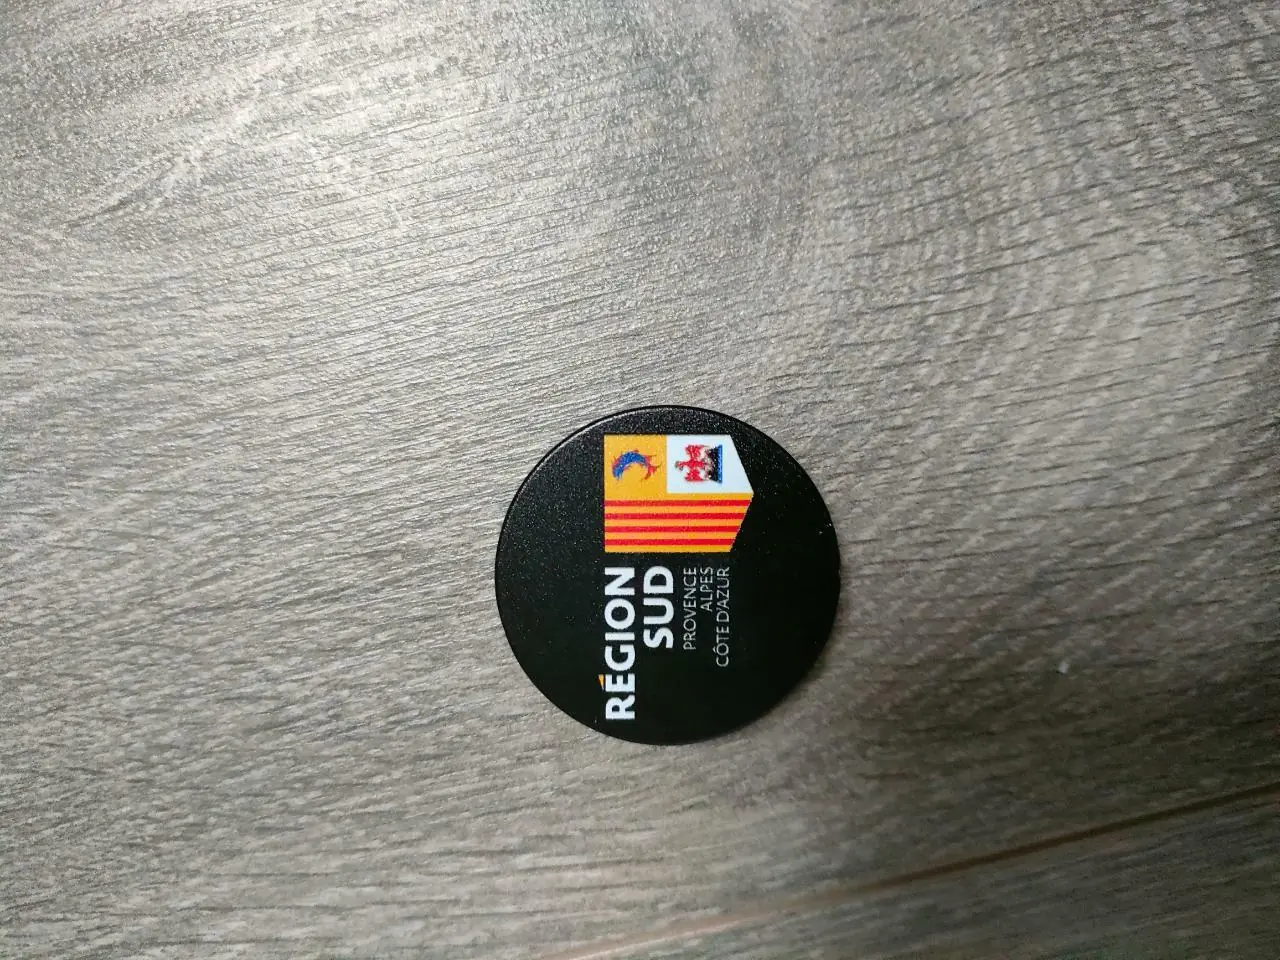 RÉGION
SUD
PROVENCE
ALPES
CÔTE D'AZUR